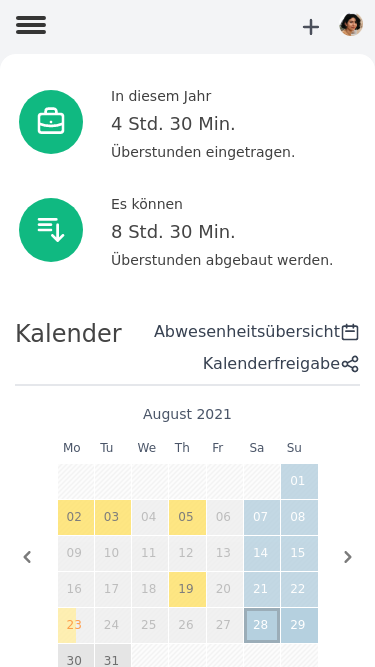 In diesem Jahr
4 Std. 30 Min.
Überstunden eingetragen.
Es können
8 Std. 30 Min.
Überstunden abgebaut werden.
Kalender
Abwesenheitsübersicht
Kalenderfreigabe
August 2021
Mo Tu We Th Fr Sa Su
01
02 03 04 05 06 07 08
09 10 11 12 13 14 15
16 17 18 19 20 21 22
23 24 25 26 27 28 29
30 31